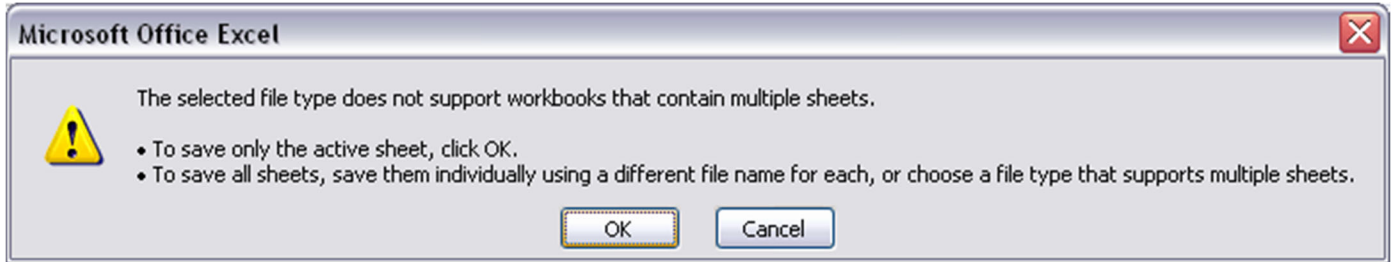 Microsoft Office Excel
The selected file type does not support workbooks that contain multiple sheets.
• To save only the active sheet, click OK.
• To save all sheets, save them individually using a different file name for each, or choose a file type that supports multiple sheets.
OK Cancel